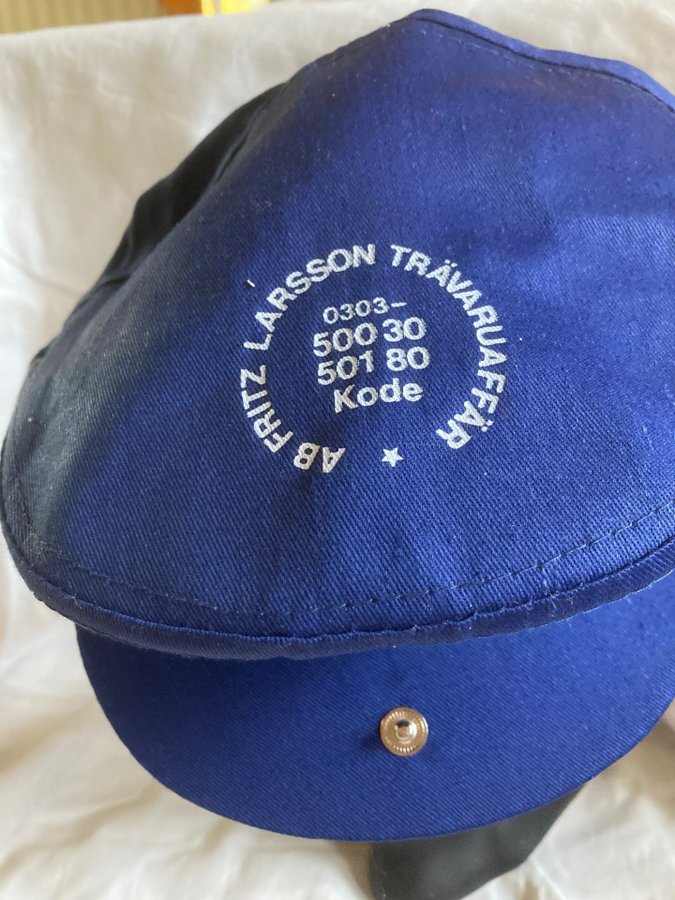 AB FRITZ LARSSON TRÄVARUAFFÄR
0303–
500 30
501 80
Kode